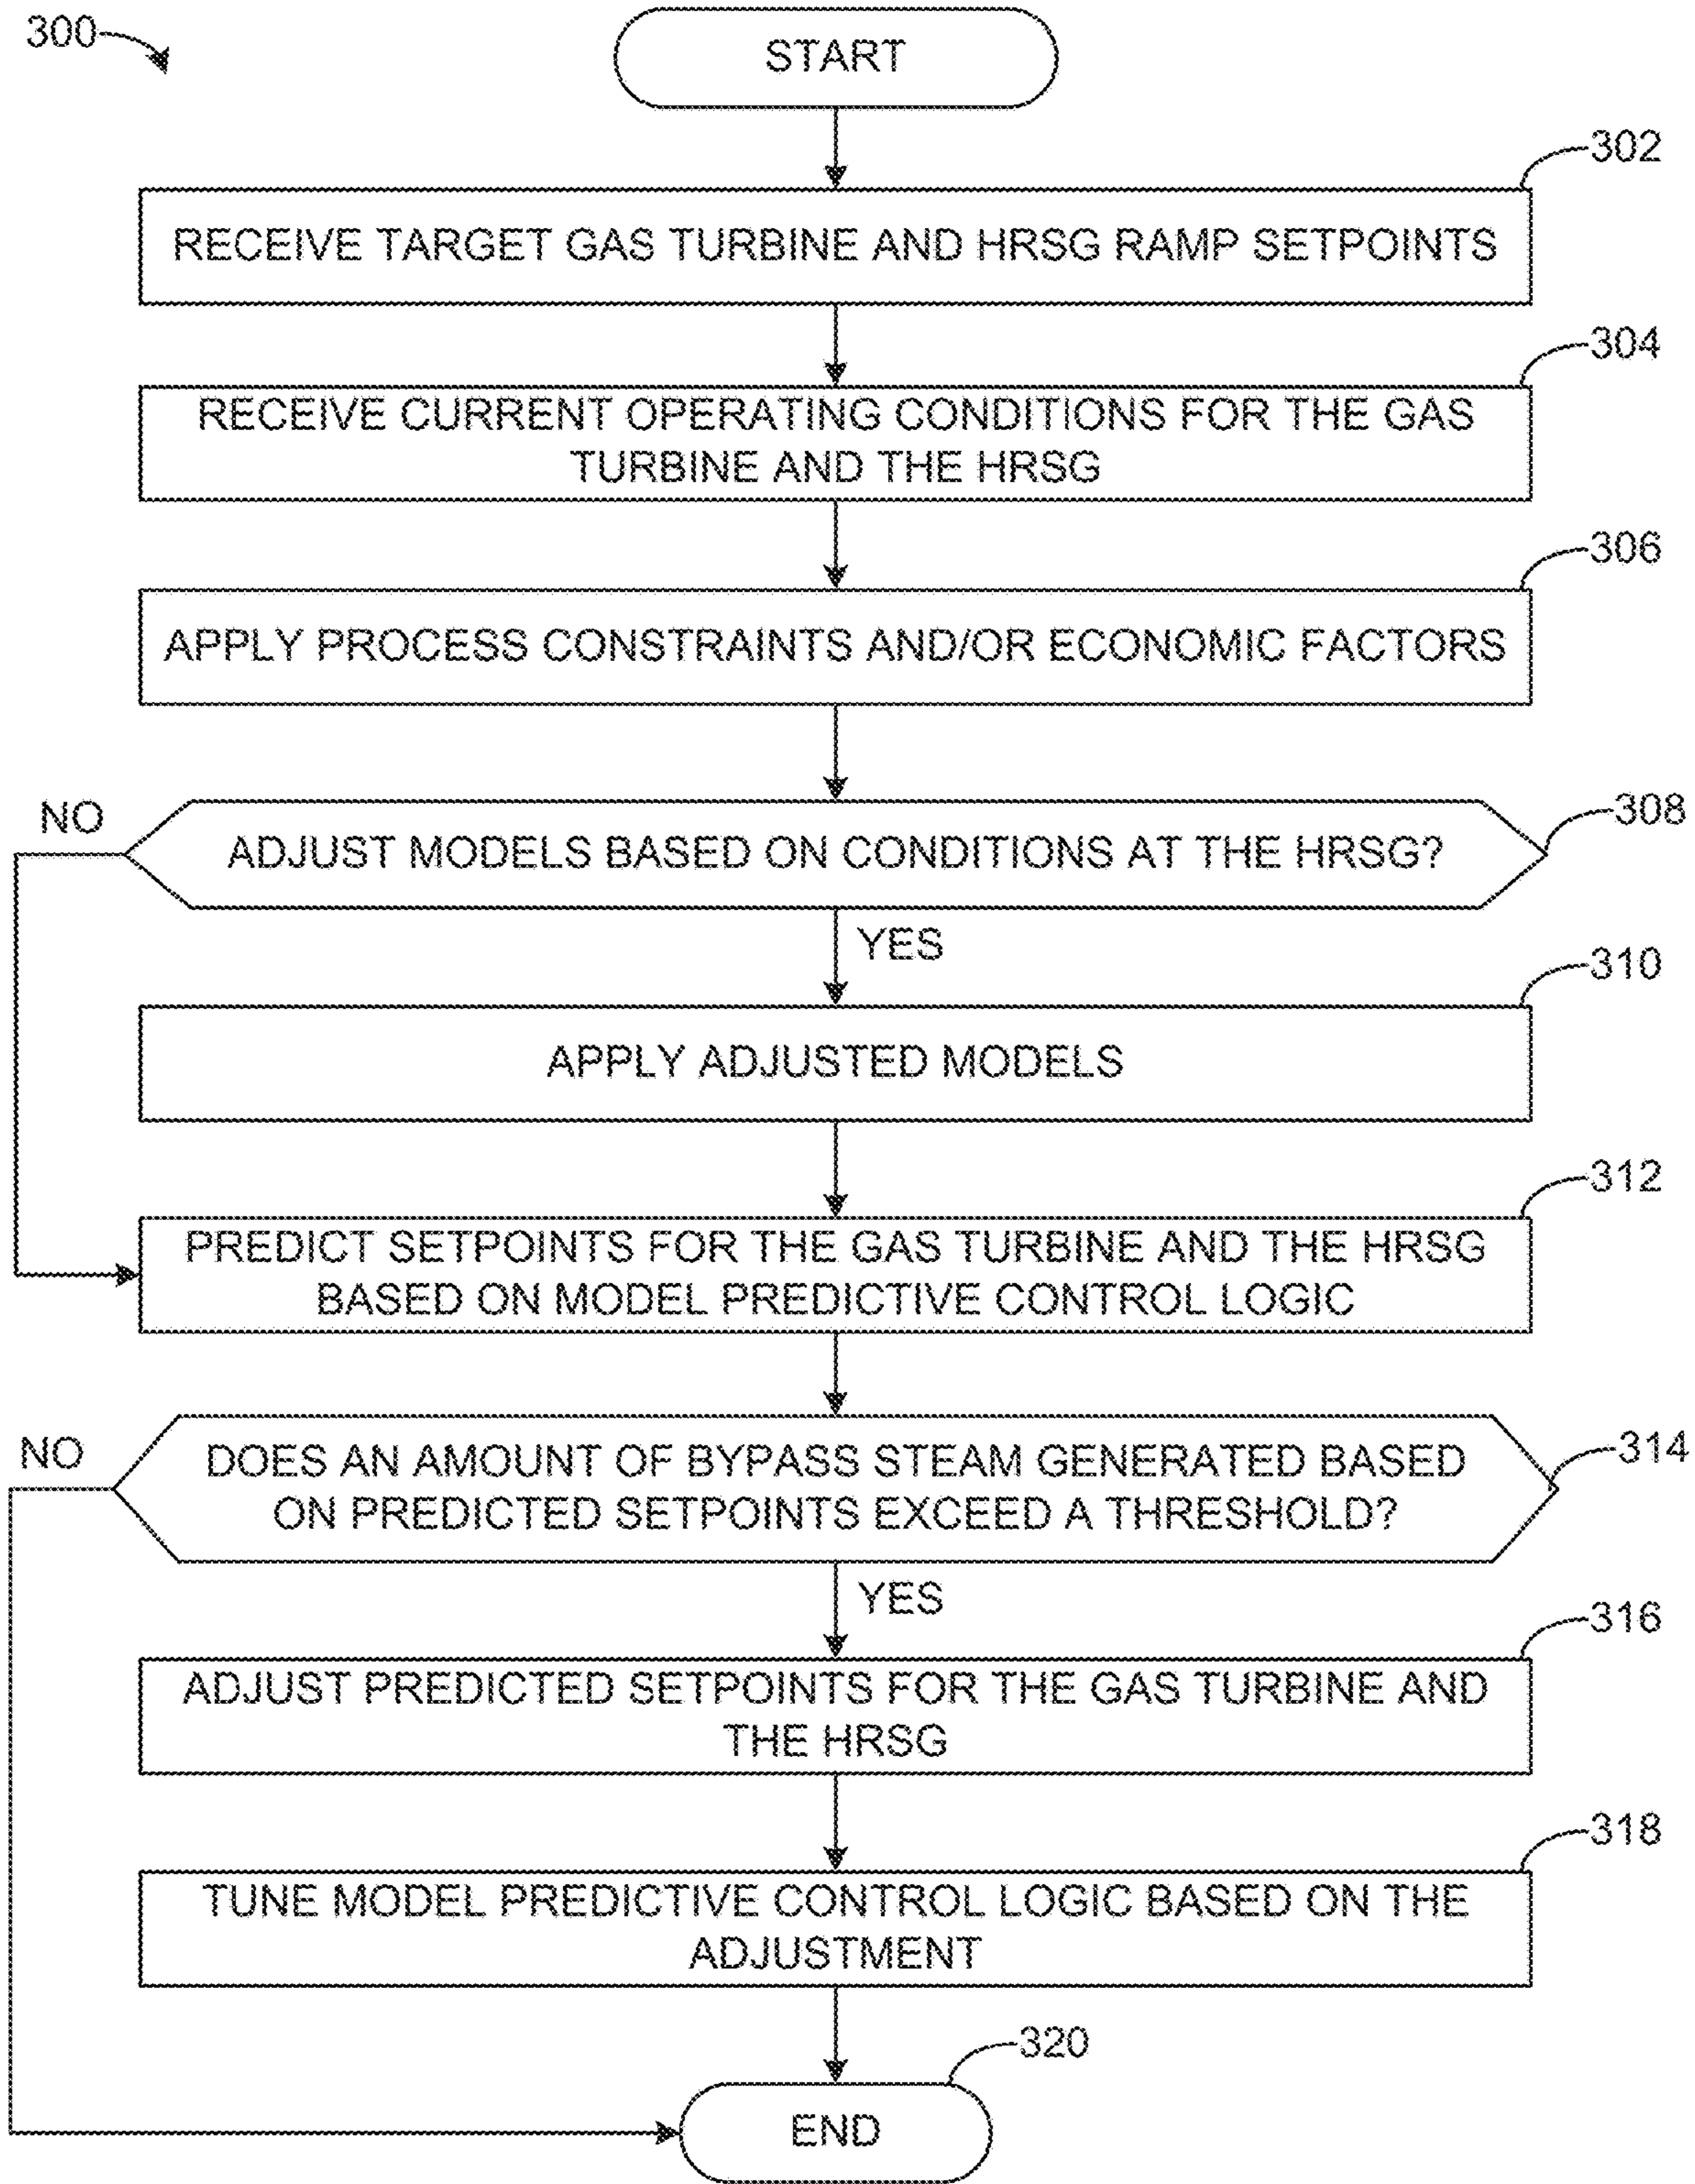 300
START
302
RECEIVE TARGET GAS TURBINE AND HRSG RAMP SETPOINTS
304
RECEIVE CURRENT OPERATING CONDITIONS FOR THE GAS
TURBINE AND THE HRSG
306
APPLY PROCESS CONSTRAINTS AND/OR ECONOMIC FACTORS
NO
308
ADJUST MODELS BASED ON CONDITIONS AT THE HRSG?
YES
310
APPLY ADJUSTED MODELS
312
PREDICT SETPOINTS FOR THE GAS TURBINE AND THE HRSG
BASED ON MODEL PREDICTIVE CONTROL LOGIC
NO
314
DOES AN AMOUNT OF BYPASS STEAM GENERATED BASED
ON PREDICTED SETPOINTS EXCEED A THRESHOLD?
YES
316
ADJUST PREDICTED SETPOINTS FOR THE GAS TURBINE AND
THE HRSG
318
TUNE MODEL PREDICTIVE CONTROL LOGIC BASED ON THE
ADJUSTMENT
320
END